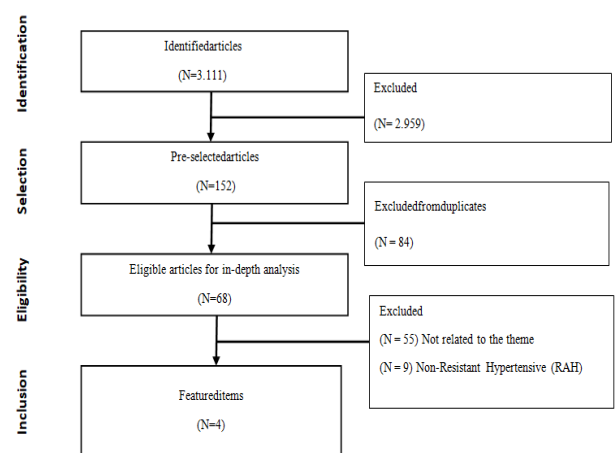 Identification
Identifiedarticles
(N=3.111)
Excluded
(N= 2.959)
Selection
Pre-selectedarticles
(N=152)
Excludedfromduplicates
(N = 84)
Eligibility
Eligible articles for in-depth analysis
(N=68)
Excluded
(N = 55) Not related to the theme
(N = 9) Non-Resistant Hypertensive (RAH)
Inclusion
Featureditems
(N=4)